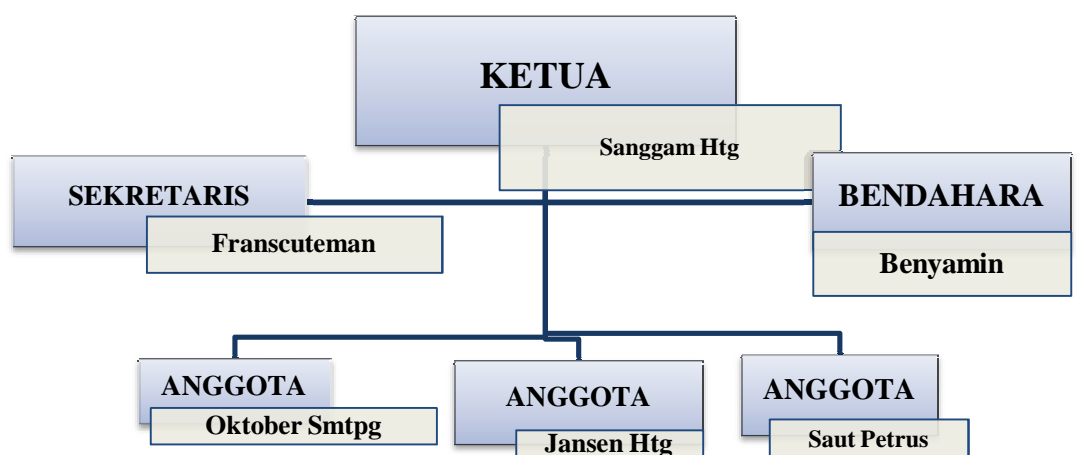 KETUA
Sanggam Htg
SEKRETARIS
Franscuteman
BENDAHARA
Benyamin
ANGGOTA
Oktober Smtpg
ANGGOTA
Jansen Htg
ANGGOTA
Saut Petrus